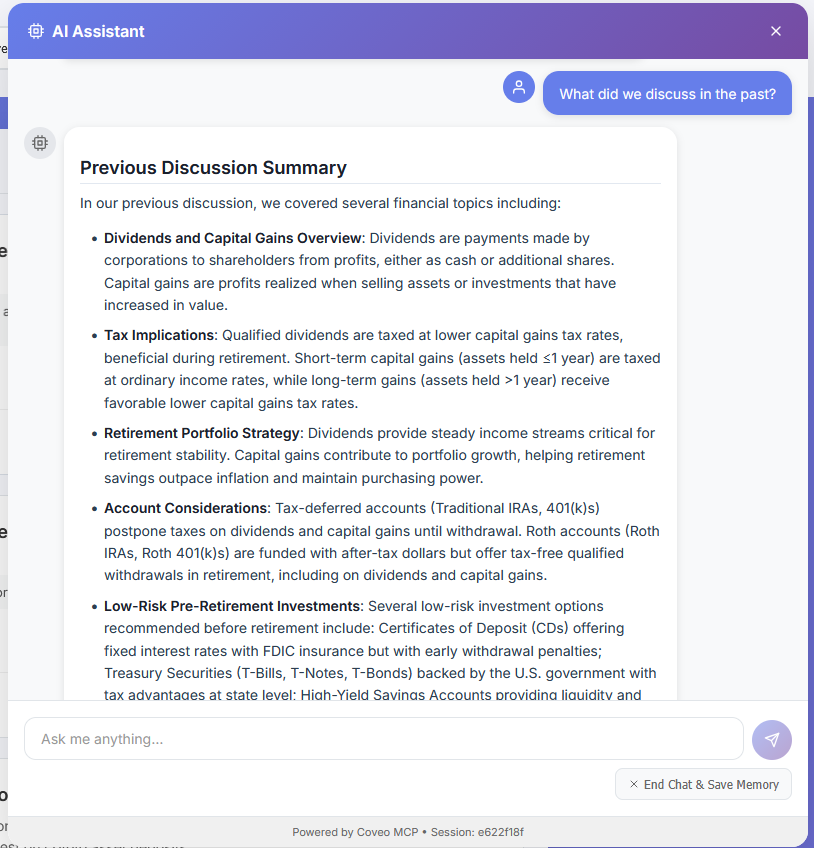 AI Assistant
What did we discuss in the past?
Previous Discussion Summary
In our previous discussion, we covered several financial topics including:
• Dividends and Capital Gains Overview: Dividends are payments made by
corporations to shareholders from profits, either as cash or additional shares.
Capital gains are profits realized when selling assets or investments that have
increased in value.
• Tax Implications: Qualified dividends are taxed at lower capital gains tax rates,
beneficial during retirement. Short-term capital gains (assets held ≤1 year) are taxed
at ordinary income rates, while long-term gains (assets held >1 year) receive
favorable lower capital gains tax rates.
• Retirement Portfolio Strategy: Dividends provide steady income streams critical for
retirement stability. Capital gains contribute to portfolio growth, helping retirement
savings outpace inflation and maintain purchasing power.
• Account Considerations: Tax-deferred accounts (Traditional IRAs, 401(k)s)
postpone taxes on dividends and capital gains until withdrawal. Roth accounts (Roth
IRAs, Roth 401(k)s) are funded with after-tax dollars but offer tax-free qualified
withdrawals in retirement, including on dividends and capital gains.
• Low-Risk Pre-Retirement Investments: Several low-risk investment options
recommended before retirement include: Certificates of Deposit (CDs) offering
fixed interest rates with FDIC insurance but with early withdrawal penalties;
Treasury Securities (T-Bills, T-Notes, T-Bonds) backed by the U.S. government with
tax advantages at state level; High-Yield Savings Accounts providing liquidity and
Ask me anything...
End Chat & Save Memory
Powered by Coveo MCP • Session: e622f18f